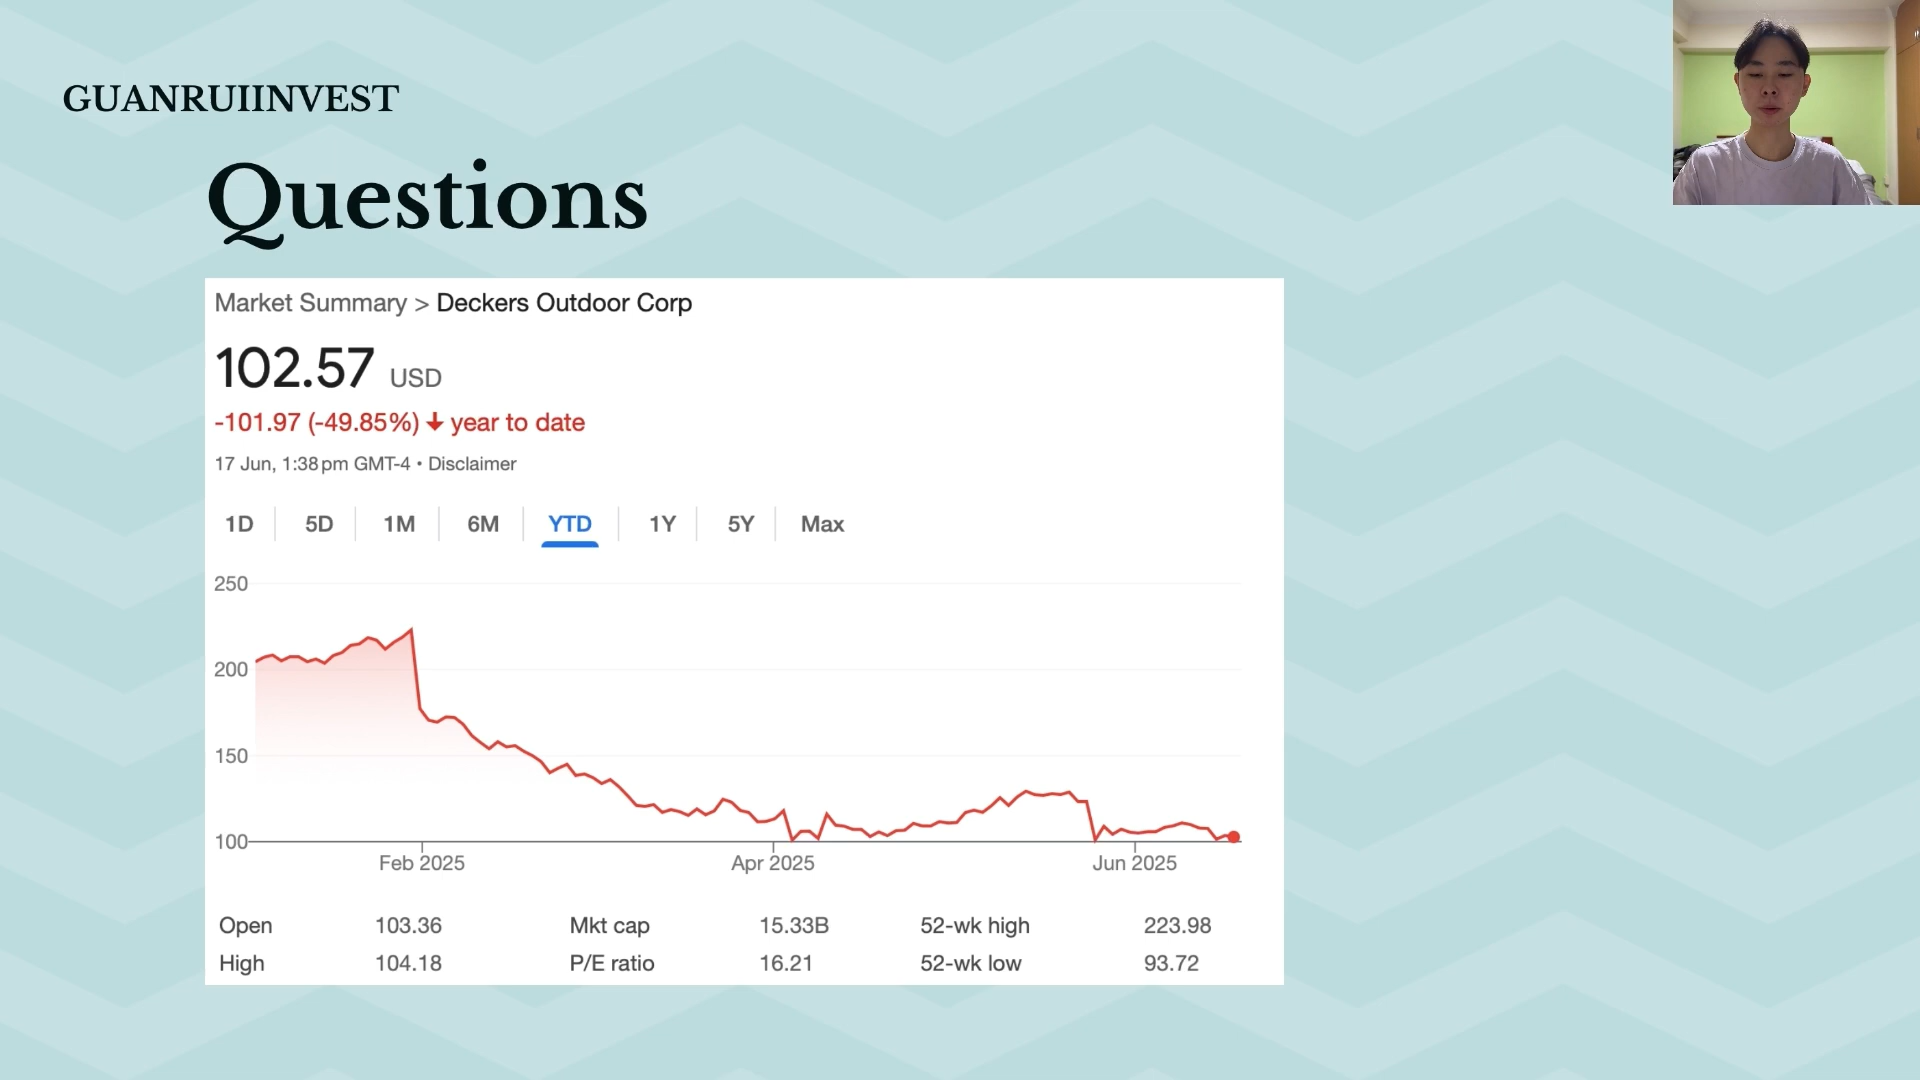 GUANRUIINVEST
Questions
Market Summary > Deckers Outdoor Corp
102.57 USD
-101.97 (-49.85%) ↓ year to date
17 Jun, 1:38 pm GMT-4 • Disclaimer
1D 5D 1M 6M YTD 1Y 5Y Max
250
200
150
100
Feb 2025 Apr 2025 Jun 2025
Open 103.36 Mkt cap 15.33B 52-wk high 223.98
High 104.18 P/E ratio 16.21 52-wk low 93.72